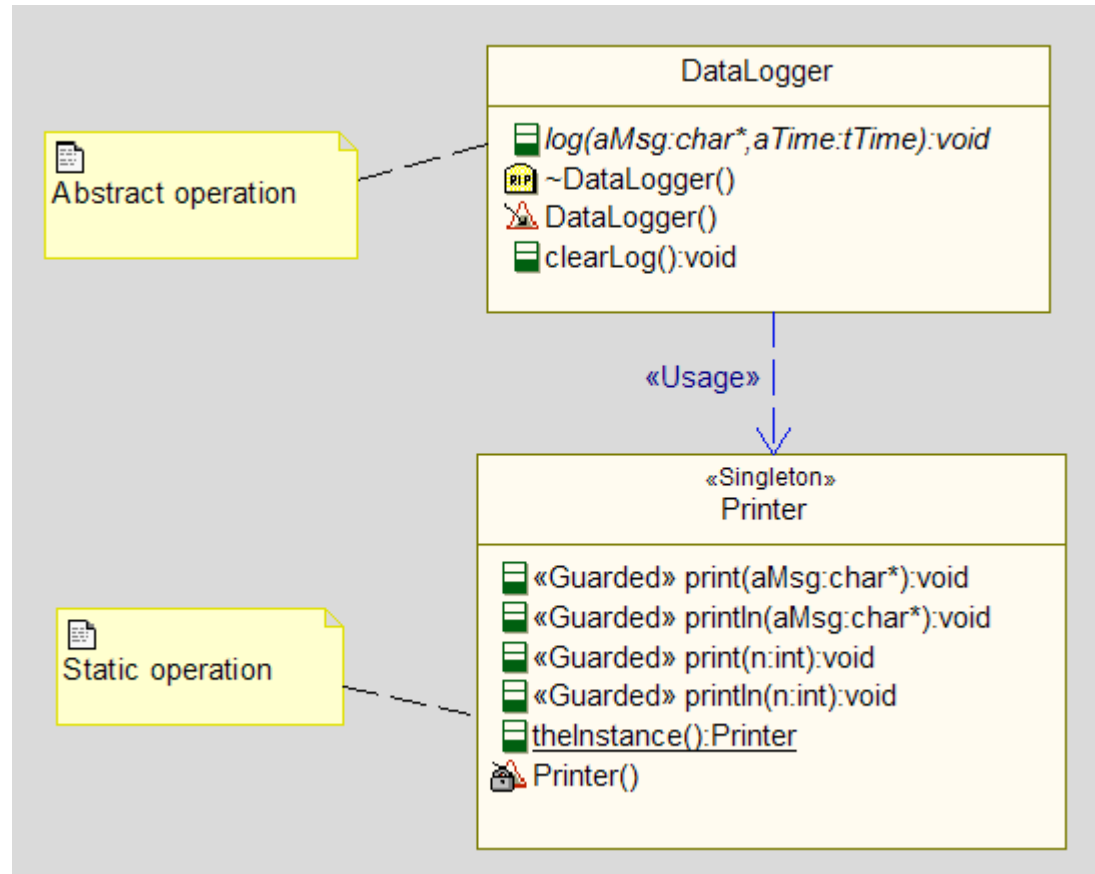 DataLogger
Abstract operation
log(aMsg:char*,aTime:tTime):void
RIP ~DataLogger()
DataLogger()
clearLog():void
«Usage»
«Singleton»
Printer
«Guarded» print(aMsg:char*):void
«Guarded» println(aMsg:char*):void
«Guarded» print(n:int):void
«Guarded» println(n:int):void
Static operation
theInstance():Printer
Printer()